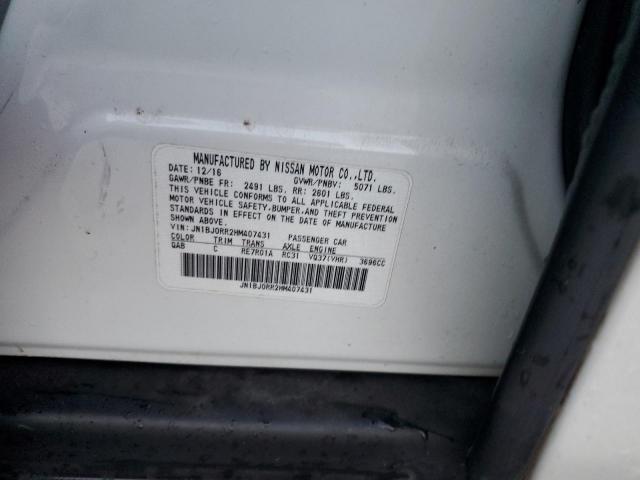 MANUFACTURED BY NISSAN MOTOR CO.,LTD.
DATE: 12/16 GVWR/PNBV: 5071 LBS.
GAWR/PNBE FR: 2491 LBS. RR: 2601 LBS.
THIS VEHICLE CONFORMS TO ALL APPLICABLE FEDERAL
MOTOR VEHICLE SAFETY,BUMPER,AND THEFT PREVENTION
STANDARDS IN EFFECT ON THE DATE OF MANUFACTURE
SHOWN ABOVE.
VIN: JN1BJ0RR2HM407431 PASSENGER CAR
COLOR TRIM TRANS AXLE ENGINE
QAB C RE7R01A RC31 VQ37(VHR) 3696CC
JN1BJ0RR2HM407431